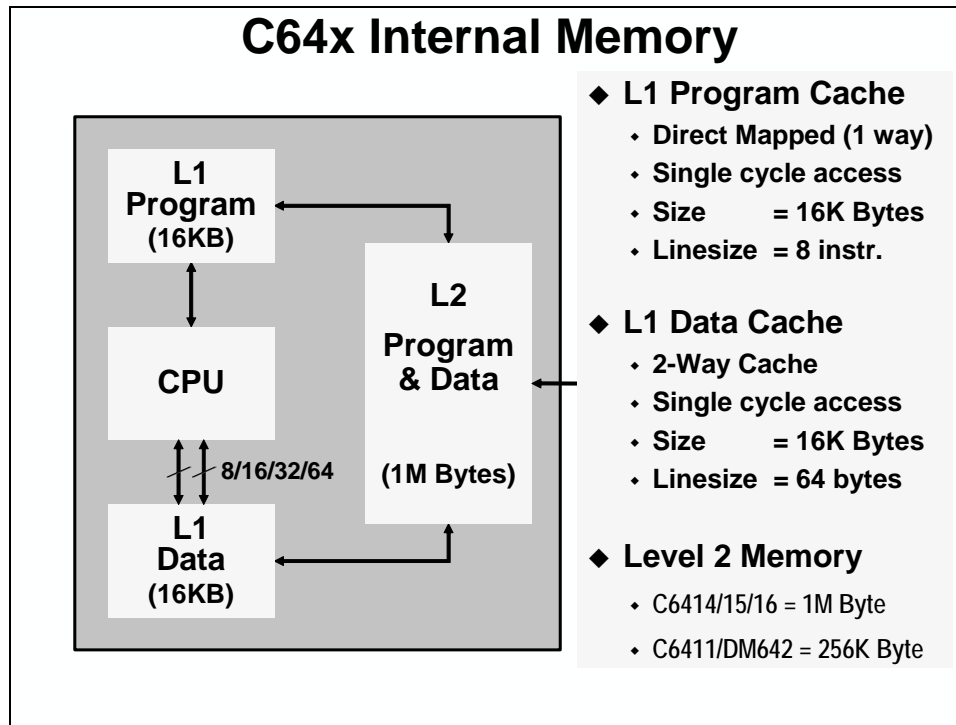 C64x Internal Memory
L1
Program
(16KB)
CPU
8/16/32/64
L1
Data
(16KB)
L2
Program
& Data
(1M Bytes)
◆ L1 Program Cache
◆ Direct Mapped (1 way)
◆ Single cycle access
◆ Size = 16K Bytes
◆ Linesize = 8 instr.
◆ L1 Data Cache
◆ 2-Way Cache
◆ Single cycle access
◆ Size = 16K Bytes
◆ Linesize = 64 bytes
◆ Level 2 Memory
◆ C6414/15/16 = 1M Byte
◆ C6411/DM642 = 256K Byte